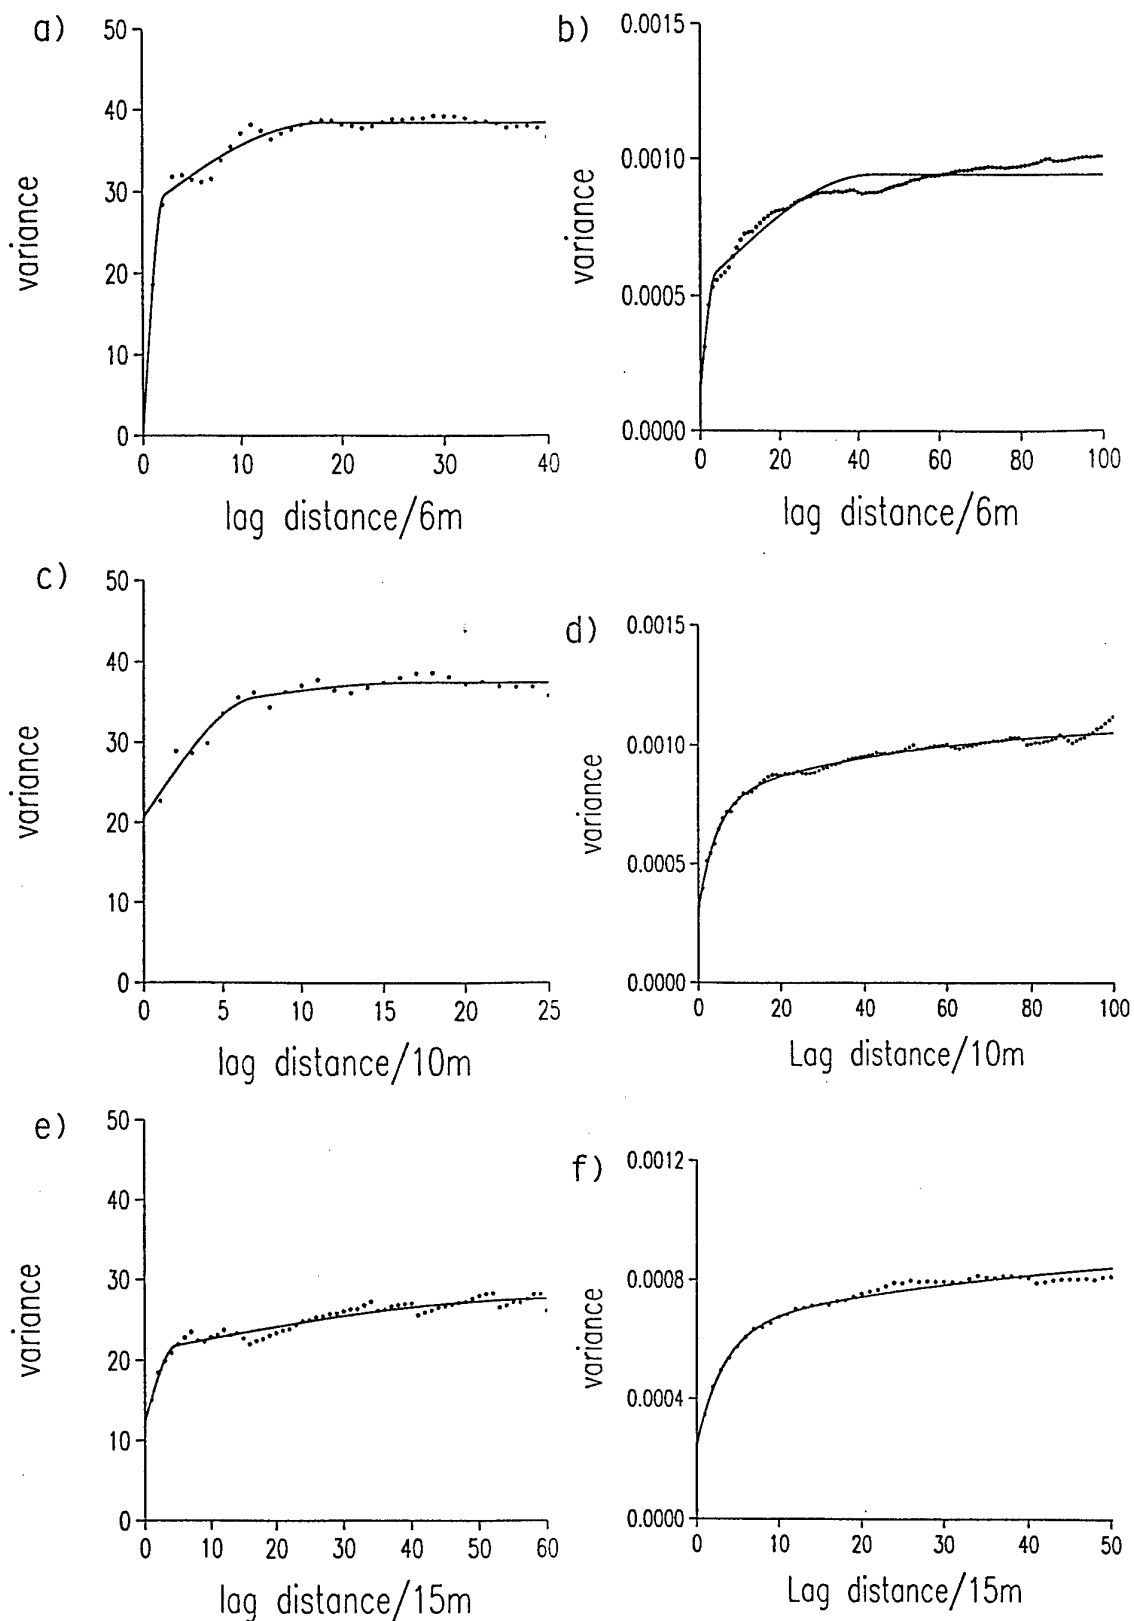 a)
50
40
30
20
10
0
variance
0 10 20 30 40
lag distance/6m
b)
0.0015
0.0010
0.0005
0.0000
variance
0 20 40 60 80 100
lag distance/6m
c)
50
40
30
20
10
0
variance
0 5 10 15 20 25
lag distance/10m
d)
0.0015
0.0010
0.0005
0.0000
variance
0 20 40 60 80 100
Lag distance/10m
e)
50
40
30
20
10
0
variance
0 10 20 30 40 50 60
lag distance/15m
f)
0.0012
0.0008
0.0004
0.0000
variance
0 10 20 30 40 50
Lag distance/15m